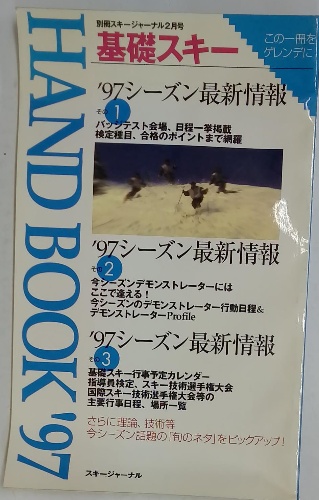 別冊スキージャーナル2月号
基礎スキー
この一冊を
ゲレンデに
HAND BOOK '97
'97シーズン最新情報
その1
バッジテスト会場、日程一挙掲載
検定種目、合格のポイントまで網羅
'97シーズン最新情報
その2
今シーズンデモンストレーターには
ここで逢える!
今シーズンのデモンストレーター行動日程&
デモンストレーターProfile
'97シーズン最新情報
その3
基礎スキー行事予定カレンダー
指導員検定、スキー技術選手権大会
国際スキー技術選手権大会等の
主要行事日程、場所一覧
さらに理論、技術等
今シーズン話題の「旬のネタ」をピックアップ!
スキージャーナル